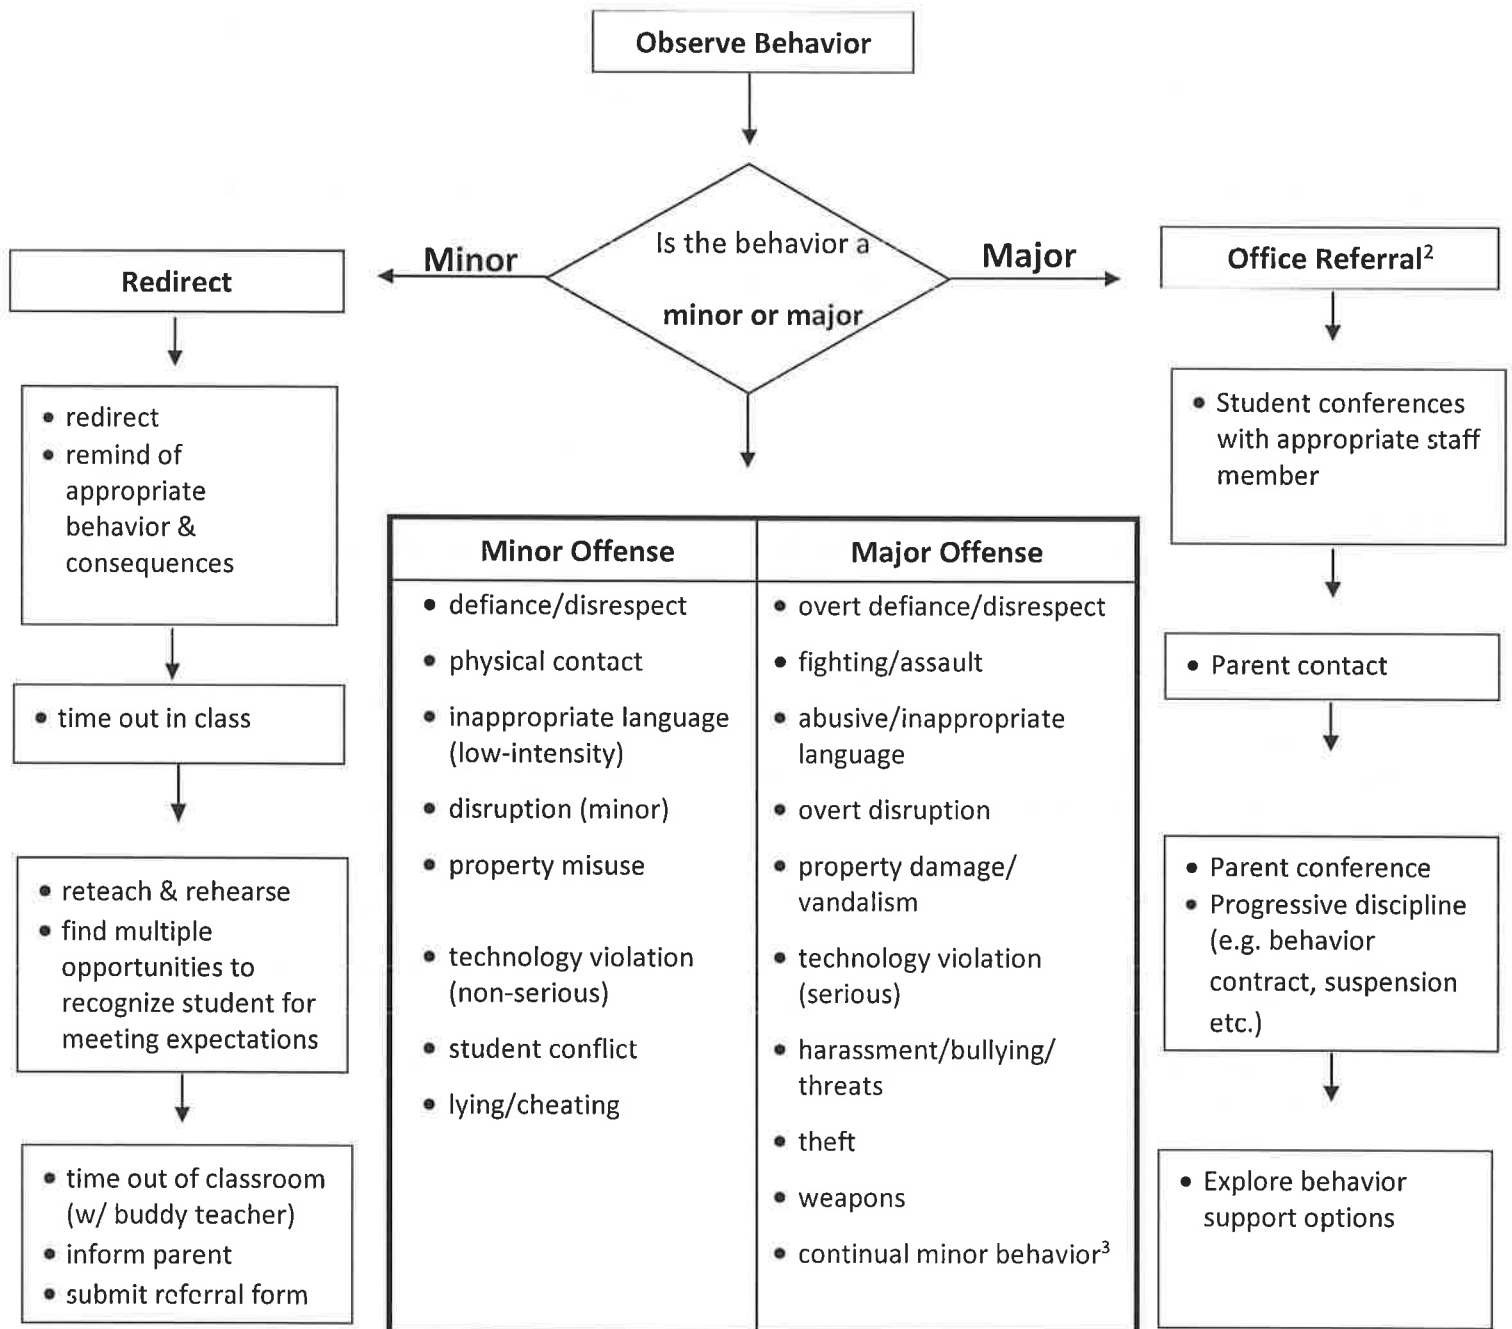 Observe Behavior
Is the behavior a
minor or major
Minor
Major
Redirect
• redirect
• remind of
appropriate
behavior &
consequences
• time out in class
• reteach & rehearse
• find multiple
opportunities to
recognize student for
meeting expectations
• time out of classroom
(w/ buddy teacher)
• inform parent
• submit referral form
Minor Offense
• defiance/disrespect
• physical contact
• inappropriate language
(low-intensity)
• disruption (minor)
• property misuse
• technology violation
(non-serious)
• student conflict
• lying/cheating
Major Offense
• overt defiance/disrespect
• fighting/assault
• abusive/inappropriate
language
• overt disruption
• property damage/
vandalism
• technology violation
(serious)
• harassment/bullying/
threats
• theft
• weapons
• continual minor behavior³
Office Referral²
• Student conferences
with appropriate staff
member
• Parent contact
• Parent conference
• Progressive discipline
(e.g. behavior
contract, suspension
etc.)
• Explore behavior
support options